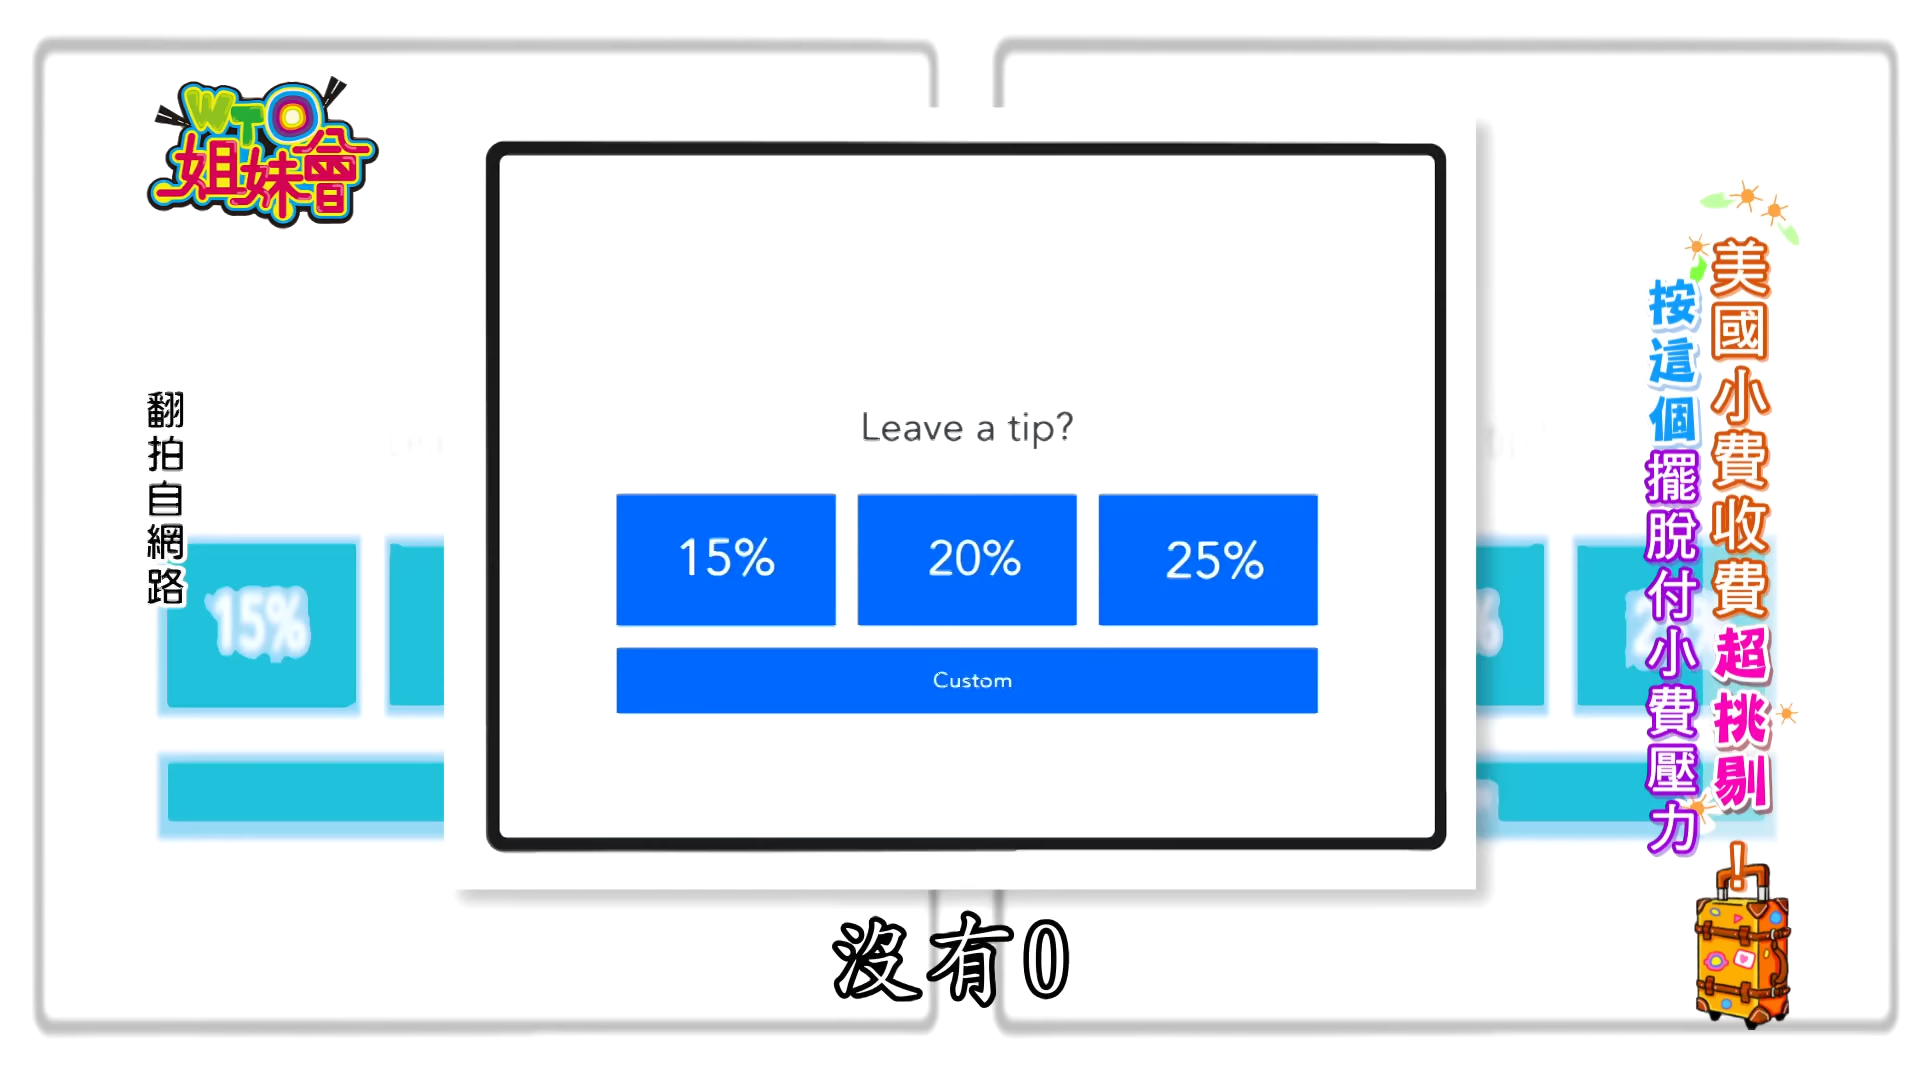 WTO
姐妹會
翻拍自網路
Leave a tip?
15%
20%
25%
Custom
15%
美國小費收費超挑剔！
按這個擺脫付小費壓力
沒有0